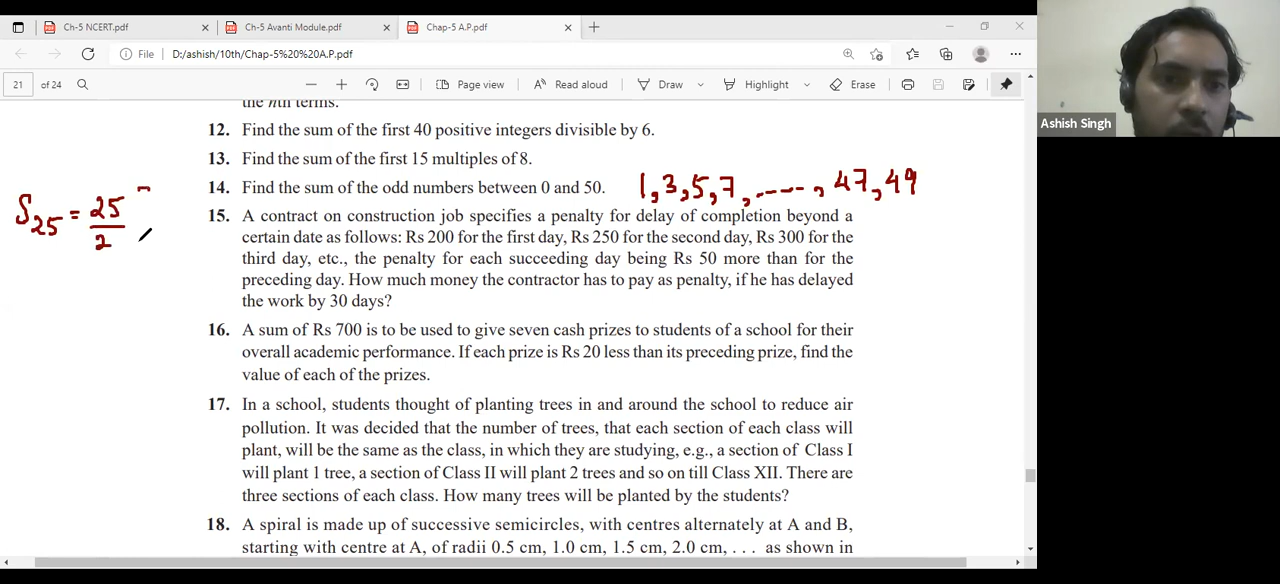 Ch-5 NCERT.pdf
Ch-5 Avanti Module.pdf
Chap-5 A.P.pdf
File D:/ashish/10th/Chap-5%20%20A.P.pdf
21 of 24
Page view
Read aloud
Draw
Highlight
Erase
Ashish Singh
the nth terms.
12. Find the sum of the first 40 positive integers divisible by 6.
13. Find the sum of the first 15 multiples of 8.
14. Find the sum of the odd numbers between 0 and 50.
1, 3, 5, 7, ----, 47, 49
S25 = 25/2
15. A contract on construction job specifies a penalty for delay of completion beyond a
certain date as follows: Rs 200 for the first day, Rs 250 for the second day, Rs 300 for the
third day, etc., the penalty for each succeeding day being Rs 50 more than for the
preceding day. How much money the contractor has to pay as penalty, if he has delayed
the work by 30 days?
16. A sum of Rs 700 is to be used to give seven cash prizes to students of a school for their
overall academic performance. If each prize is Rs 20 less than its preceding prize, find the
value of each of the prizes.
17. In a school, students thought of planting trees in and around the school to reduce air
pollution. It was decided that the number of trees, that each section of each class will
plant, will be the same as the class, in which they are studying, e.g., a section of Class I
will plant 1 tree, a section of Class II will plant 2 trees and so on till Class XII. There are
three sections of each class. How many trees will be planted by the students?
18. A spiral is made up of successive semicircles, with centres alternately at A and B,
starting with centre at A, of radii 0.5 cm, 1.0 cm, 1.5 cm, 2.0 cm, . . . as shown in